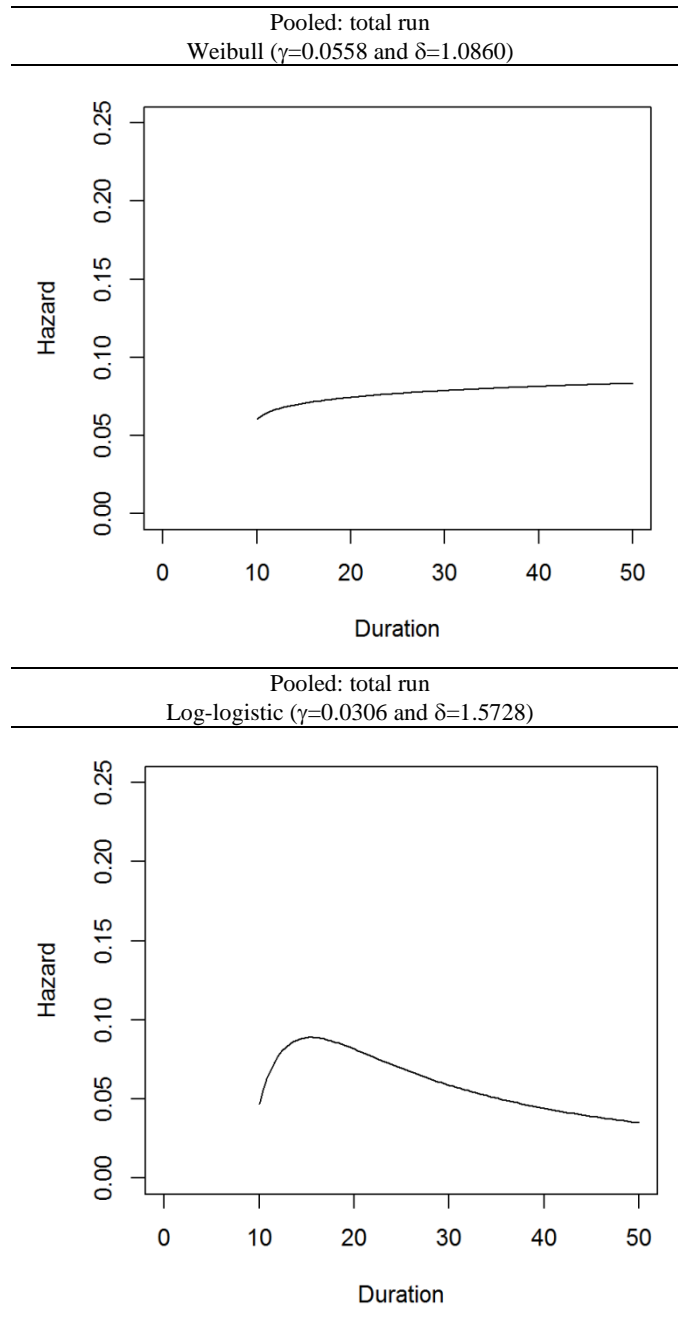 Pooled: total run
Weibull (γ=0.0558 and δ=1.0860)
0.25
0.20
0.15
0.10
0.05
0.00
Hazard
0 10 20 30 40 50
Duration
Pooled: total run
Log-logistic (γ=0.0306 and δ=1.5728)
0.25
0.20
0.15
0.10
0.05
0.00
Hazard
0 10 20 30 40 50
Duration